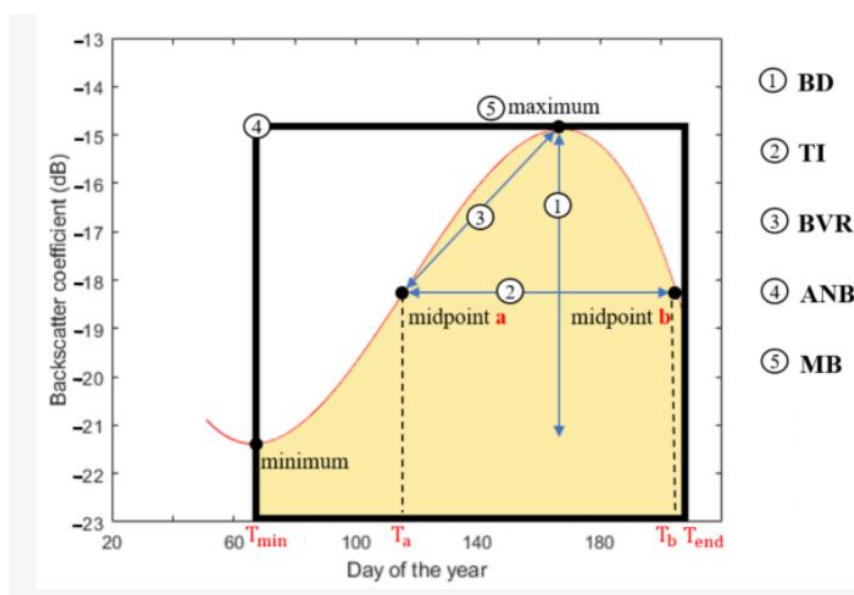 −13
−14
−15
−16
−17
−18
−19
−20
−21
−22
−23
Backscatter coefficient (dB)
⑤ maximum
④
①
③
②
midpoint a
midpoint b
minimum
20
60
100
140
180
Tmin
Ta
Tb
Tend
Day of the year
① BD
② TI
③ BVR
④ ANB
⑤ MB